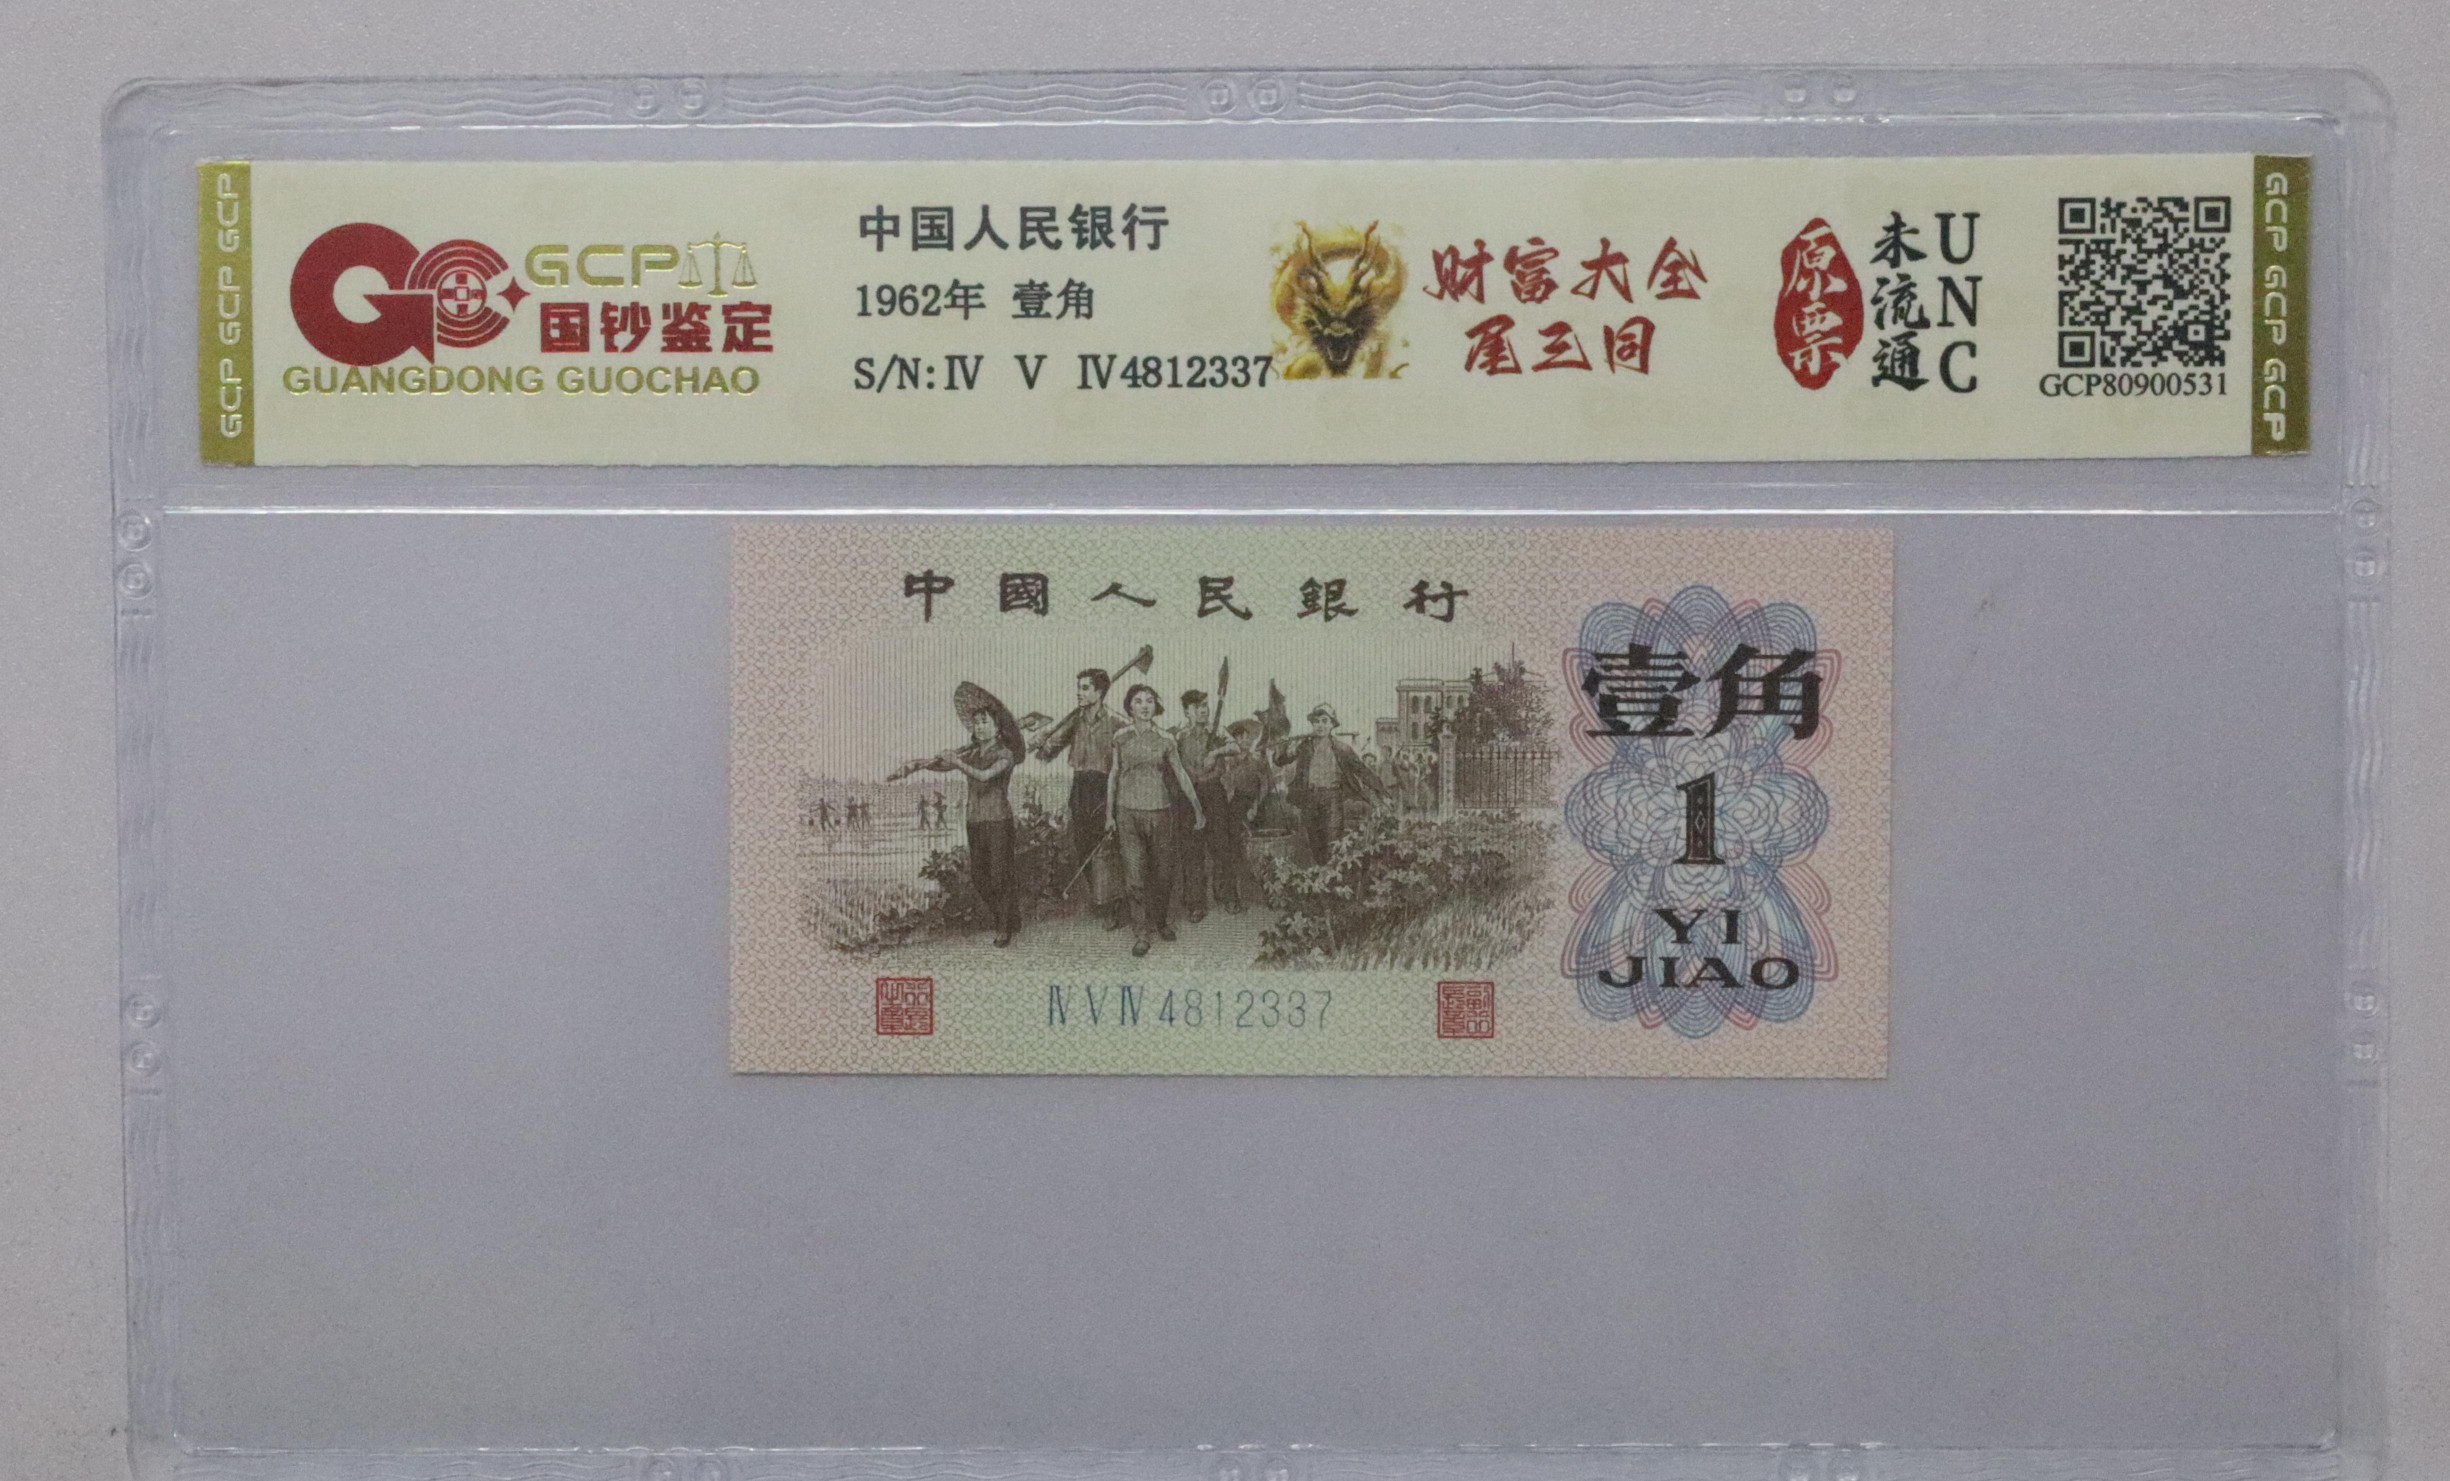 GCP GCP GCP
GCP
国钞鉴定
GUANGDONG GUOCHAO
中国人民银行
1962年 壹角
S/N:Ⅳ Ⅴ Ⅳ4812337
财富大全
尾三同
原票
未流通
UNC
GCP80900531
GCP GCP GCP
中國人民銀行
壹角
1
YI
JIAO
ⅣⅤⅣ4812337